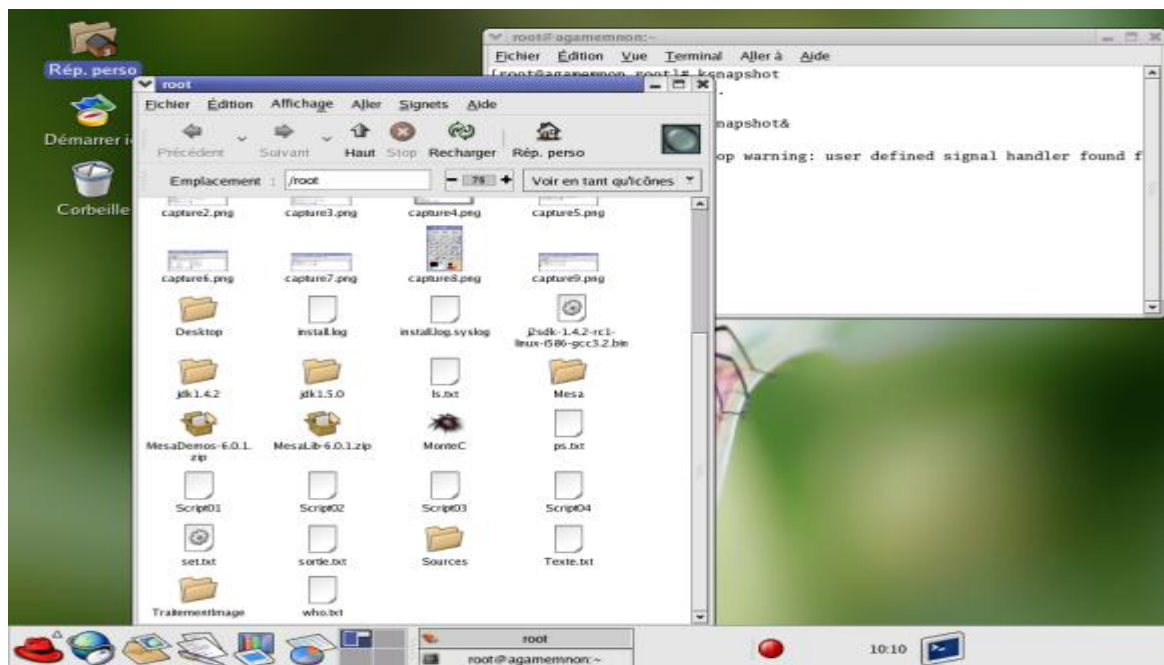 Rép. perso
Démarrer i
Corbeille
root@agamemnon:~
Fichier Édition Vue Terminal Aller à Aide
[root@agamemnon root]# ksnapshot
.
napshot&
op warning: user defined signal handler found f
root
Fichier Édition Affichage Aller Signets Aide
Précédent Suivant Haut Stop Recharger Rép. perso
Emplacement : /root 75 Voir en tant qu'icônes
capture2.png capture3.png capture4.png capture5.png
capture6.png capture7.png capture8.png capture9.png
Desktop install.log install.log.syslog j2sdk-1.4.2-rc1-
linux-i586-gcc3.2.bin
jdk1.4.2 jdk1.5.0 ls.txt Mesa
MesaDemos-6.0.1. MesaLib-6.0.1.zip MonteC ps.txt
zip
Script01 Script02 Script03 Script04
set.txt sortie.txt Sources Texte.txt
TraitementImage who.txt
root
root@agamemnon:~
10:10